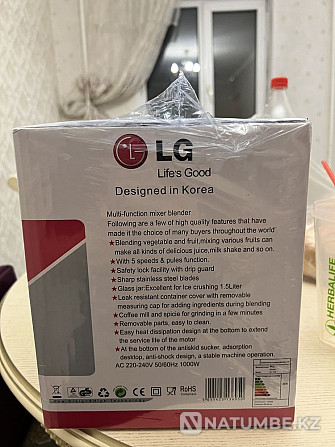 LG
Life's Good
Designed in Korea
Multi-function mixer blender
Following are a few of high quality features that have
made it the choice of many buyers throughout the world
•Blending vegetable and fruit,mixing various fruits can
make all kinds of delicious juice,milk shake and so on.
•With 5 speeds & pules function.
•Safety lock facility with drip guard
•Sharp stainless steel blades
•Glass jar:Excellent for Ice crushing 1.5Liter
•Leak resistant container cover with removable
measuring cap for adding ingredients during blending
•Coffee mill and spice for grinding in a few minutes
•Removable parts, easy to clean.
•Easy heat dissipation design at the bottom to extend
the service life of the motor
•At the bottom of the antiskid sucker, adsorption
desktop, anti-shock design, a stable machine operation.
AC 220-240V 50/60Hz 1000W
RoHS
COMPLIANT
HERBALIFE
NATUMBE.KZ